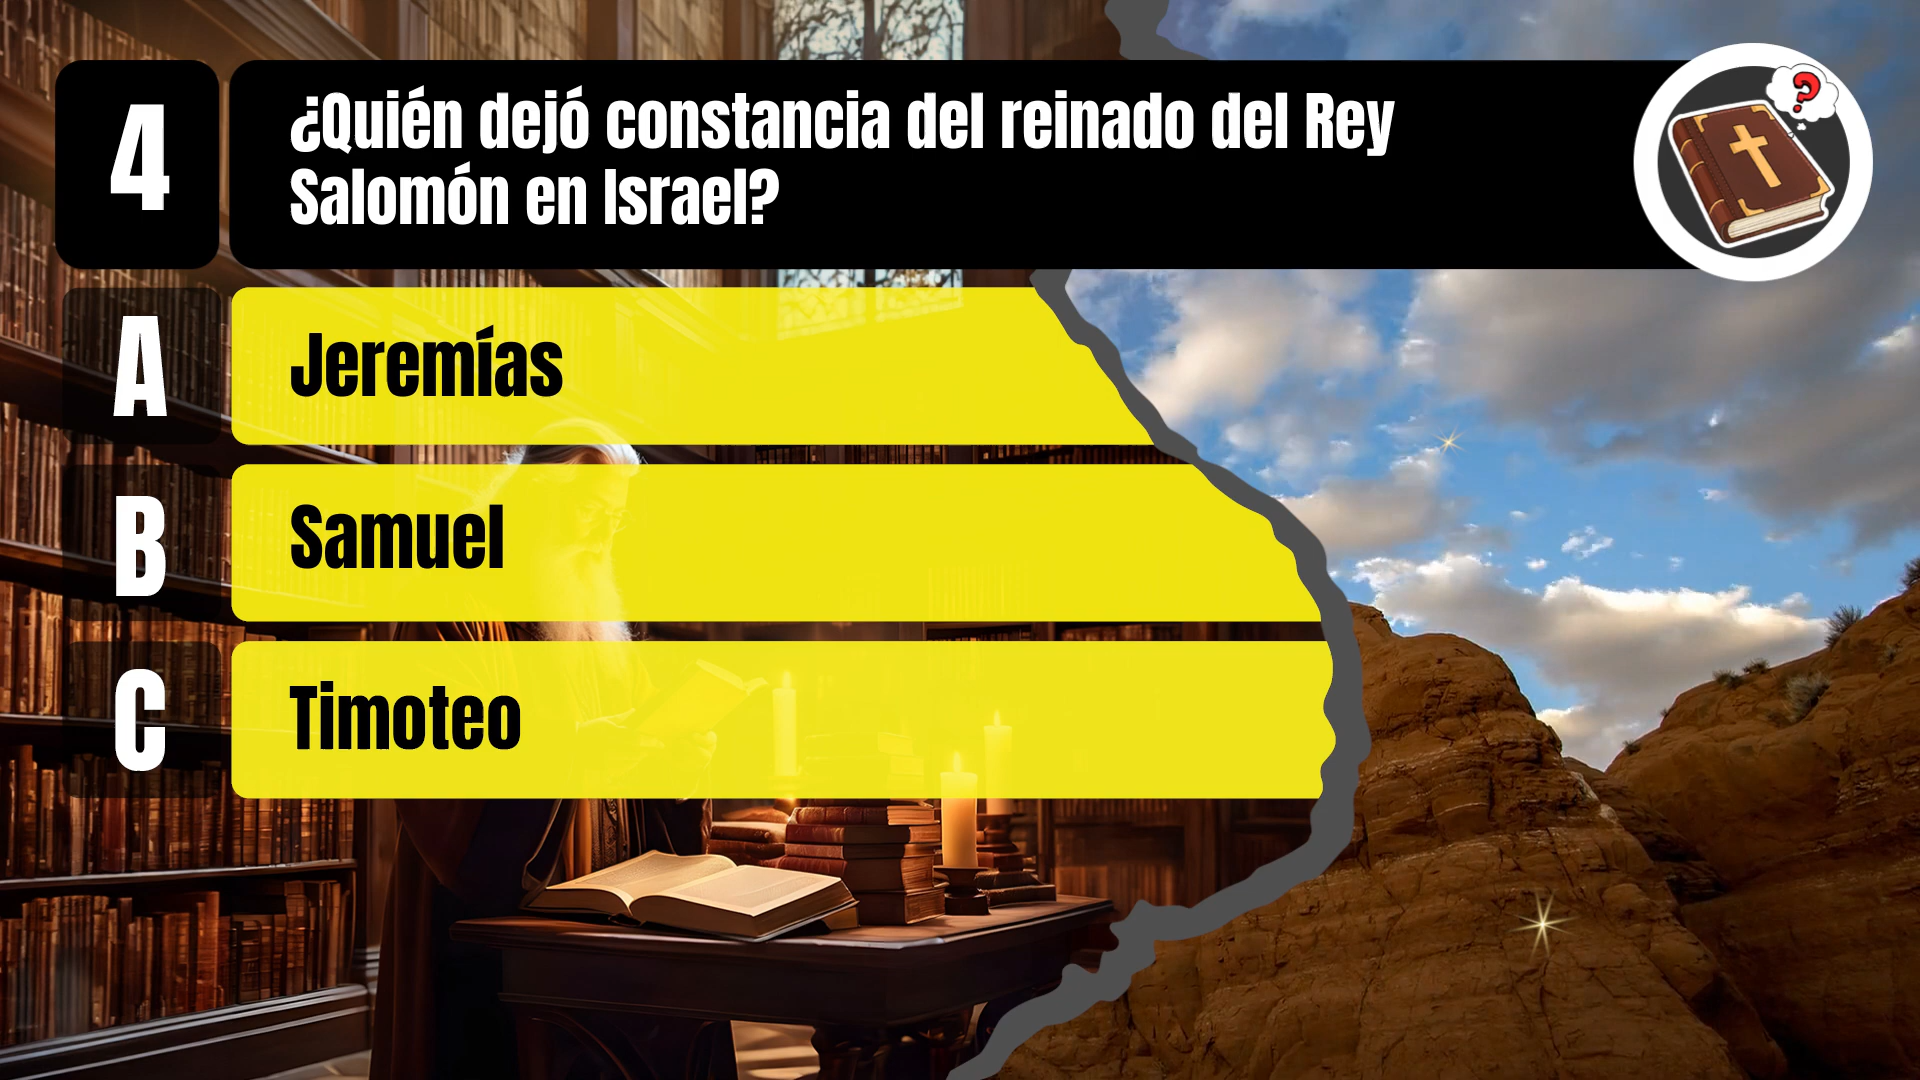 4
¿Quién dejó constancia del reinado del Rey
Salomón en Israel?
?
A
Jeremías
B
Samuel
C
Timoteo